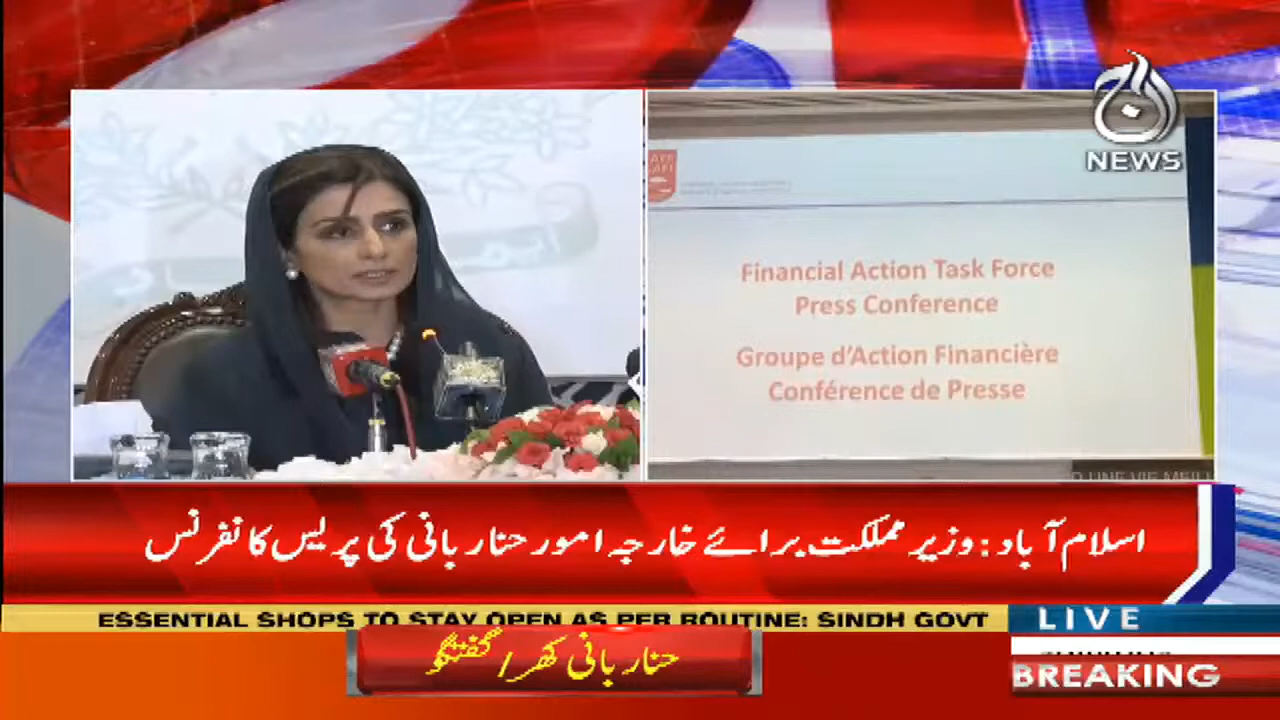 NEWS
Financial Action Task Force
Press Conference
Groupe d'Action Financière
Conférence de Presse
اسلام آباد: وزیر مملکت برائے خارجہ امور حنا ربانی کی پریس کانفرنس
ESSENTIAL SHOPS TO STAY OPEN AS PER ROUTINE: SINDH GOVT
LIVE
حنا ربانی کھر/گفتگو
BREAKING